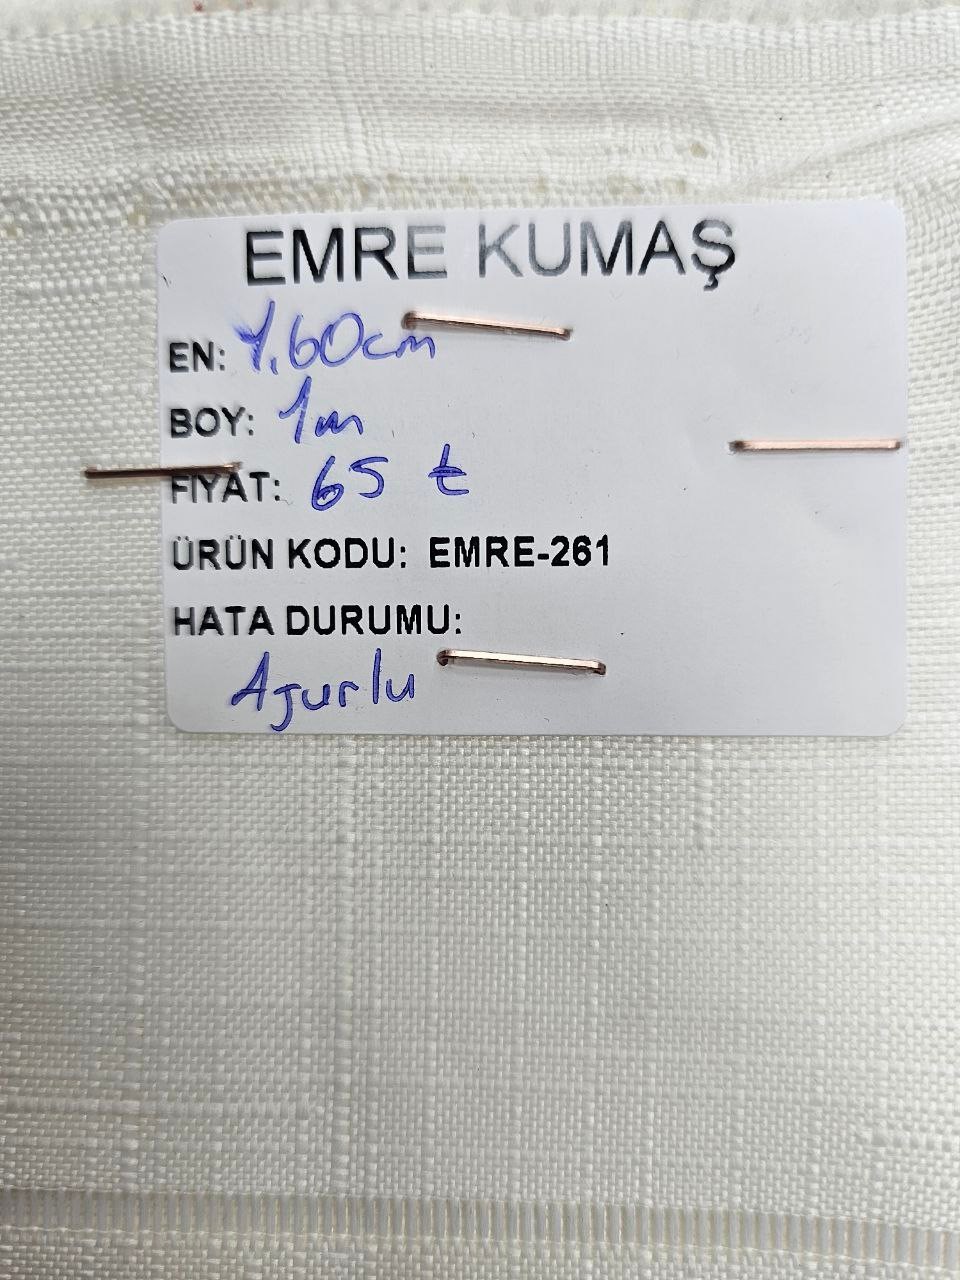 EMRE KUMAŞ
EN: 1.60cm
BOY: 1m
FİYAT: 65 ₺
ÜRÜN KODU: EMRE-261
HATA DURUMU:
Ajurlu